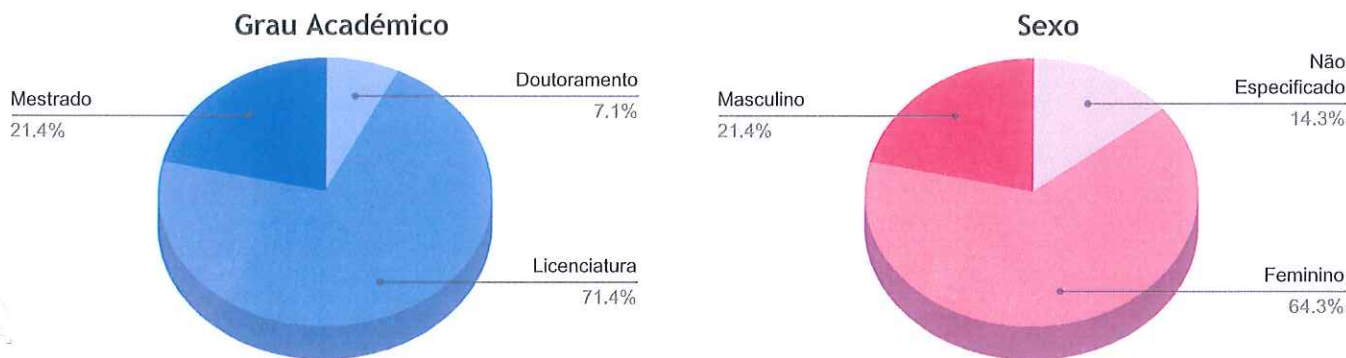 Grau Académico
Doutoramento
7.1%
Mestrado
21.4%
Licenciatura
71.4%
Sexo
Não
Especificado
14.3%
Masculino
21.4%
Feminino
64.3%